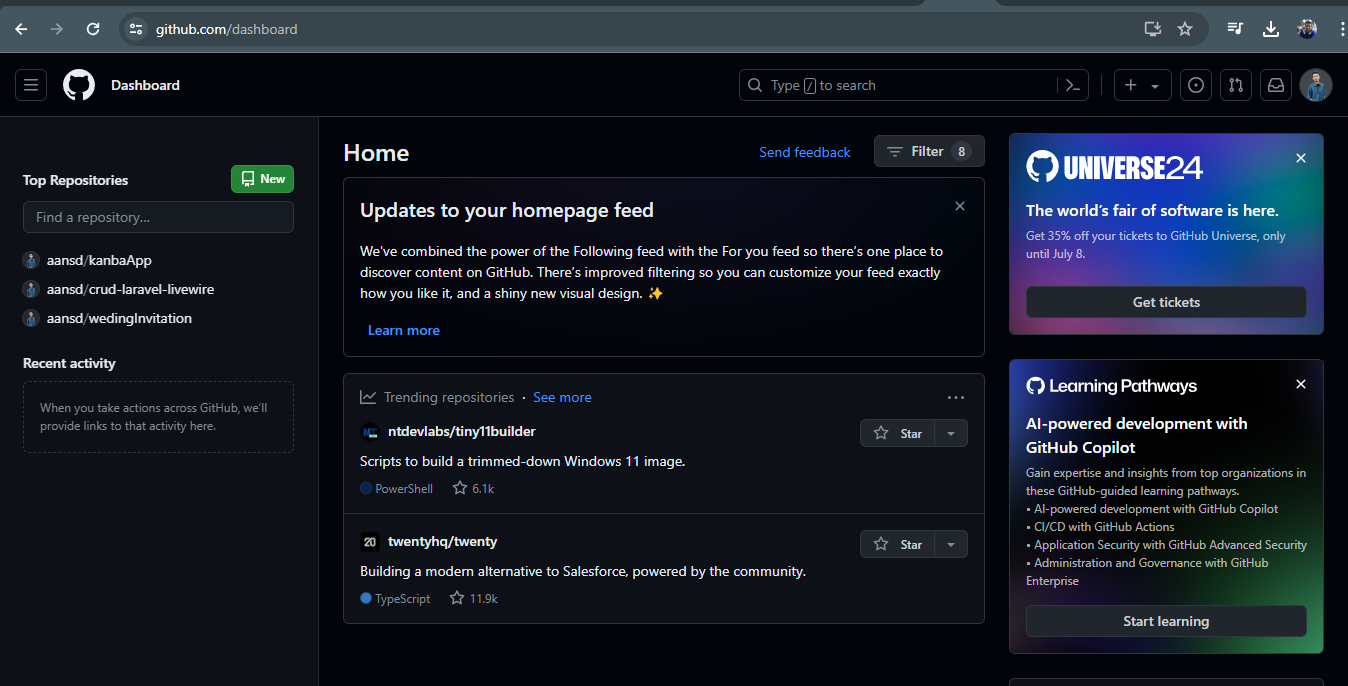 github.com/dashboard
Dashboard
Type / to search
Top Repositories
New
Find a repository...
aansd/kanbaApp
aansd/crud-laravel-livewire
aansd/wedingInvitation
Recent activity
When you take actions across GitHub, we'll
provide links to that activity here.
Home
Send feedback
Filter 8
Updates to your homepage feed
We've combined the power of the Following feed with the For you feed so there's one place to
discover content on GitHub. There's improved filtering so you can customize your feed exactly
how you like it, and a shiny new visual design. ✨
Learn more
Trending repositories · See more
ntdevlabs/tiny11builder
Star
Scripts to build a trimmed-down Windows 11 image.
PowerShell 6.1k
20 twentyhq/twenty
Star
Building a modern alternative to Salesforce, powered by the community.
TypeScript 11.9k
UNIVERSE24
The world's fair of software is here.
Get 35% off your tickets to GitHub Universe, only
until July 8.
Get tickets
Learning Pathways
AI-powered development with
GitHub Copilot
Gain expertise and insights from top organizations in
these GitHub-guided learning pathways.
• AI-powered development with GitHub Copilot
• CI/CD with GitHub Actions
• Application Security with GitHub Advanced Security
• Administration and Governance with GitHub
Enterprise
Start learning